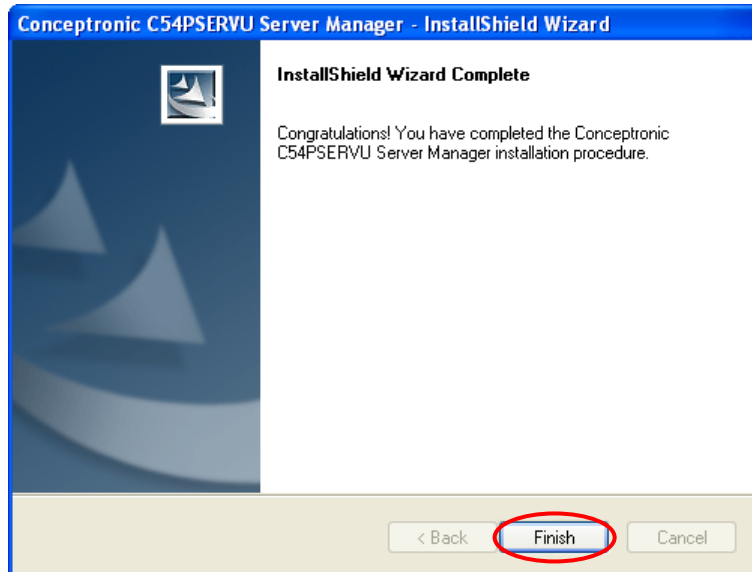 Conceptronic C54PSERVU Server Manager - InstallShield Wizard
InstallShield Wizard Complete
Congratulations! You have completed the Conceptronic
C54PSERVU Server Manager installation procedure.
< Back Finish Cancel